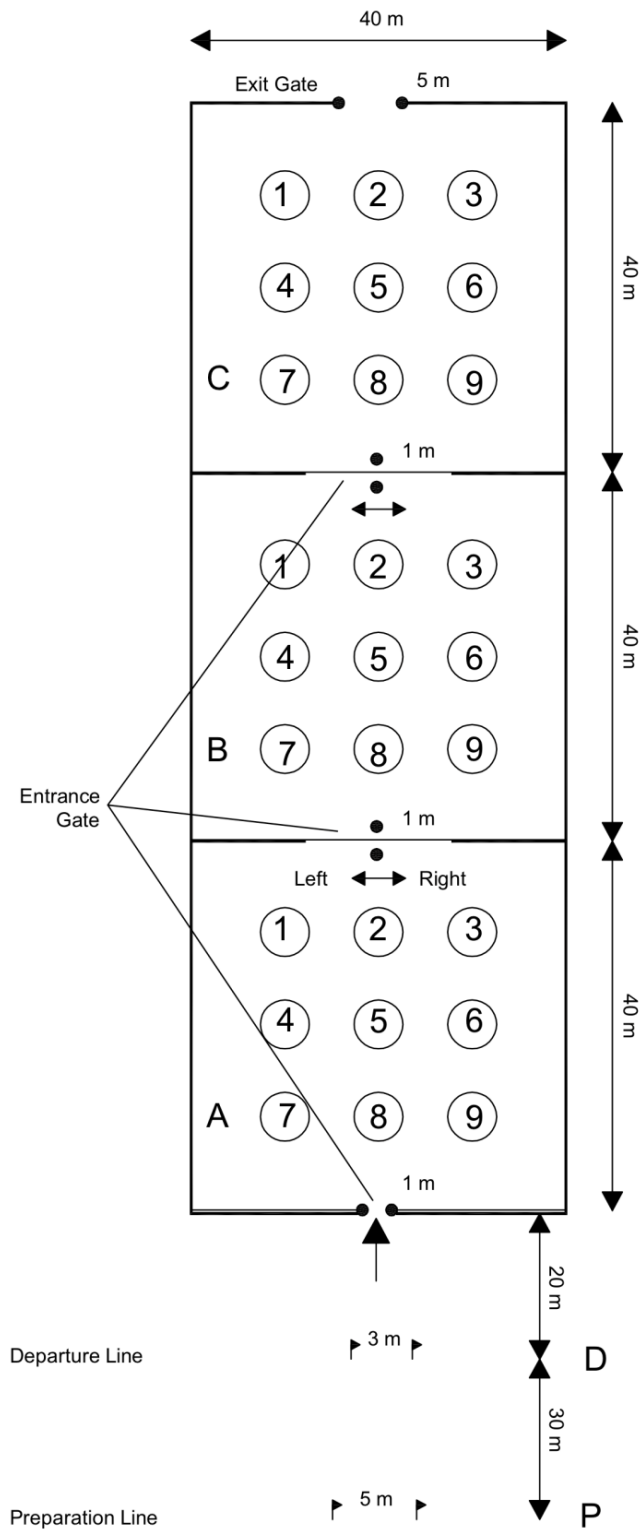 40 m
Exit Gate 5 m
1 2 3
40 m
4 5 6
C 7 8 9
1 m
1 2 3
40 m
4 5 6
B 7 8 9
Entrance
Gate
1 m
Left Right
1 2 3
40 m
4 5 6
A 7 8 9
1 m
20 m
3 m
Departure Line D
30 m
5 m
Preparation Line P